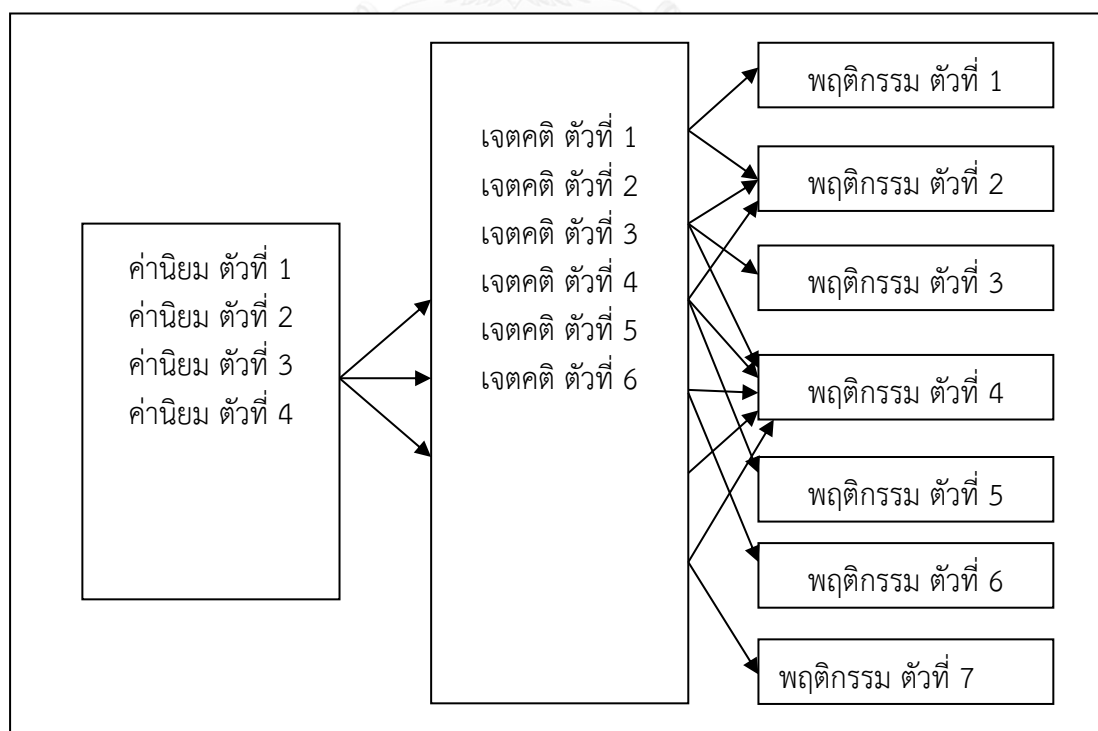 ค่านิยม ตัวที่ 1
ค่านิยม ตัวที่ 2
ค่านิยม ตัวที่ 3
ค่านิยม ตัวที่ 4
เจตคติ ตัวที่ 1
เจตคติ ตัวที่ 2
เจตคติ ตัวที่ 3
เจตคติ ตัวที่ 4
เจตคติ ตัวที่ 5
เจตคติ ตัวที่ 6
พฤติกรรม ตัวที่ 1
พฤติกรรม ตัวที่ 2
พฤติกรรม ตัวที่ 3
พฤติกรรม ตัวที่ 4
พฤติกรรม ตัวที่ 5
พฤติกรรม ตัวที่ 6
พฤติกรรม ตัวที่ 7